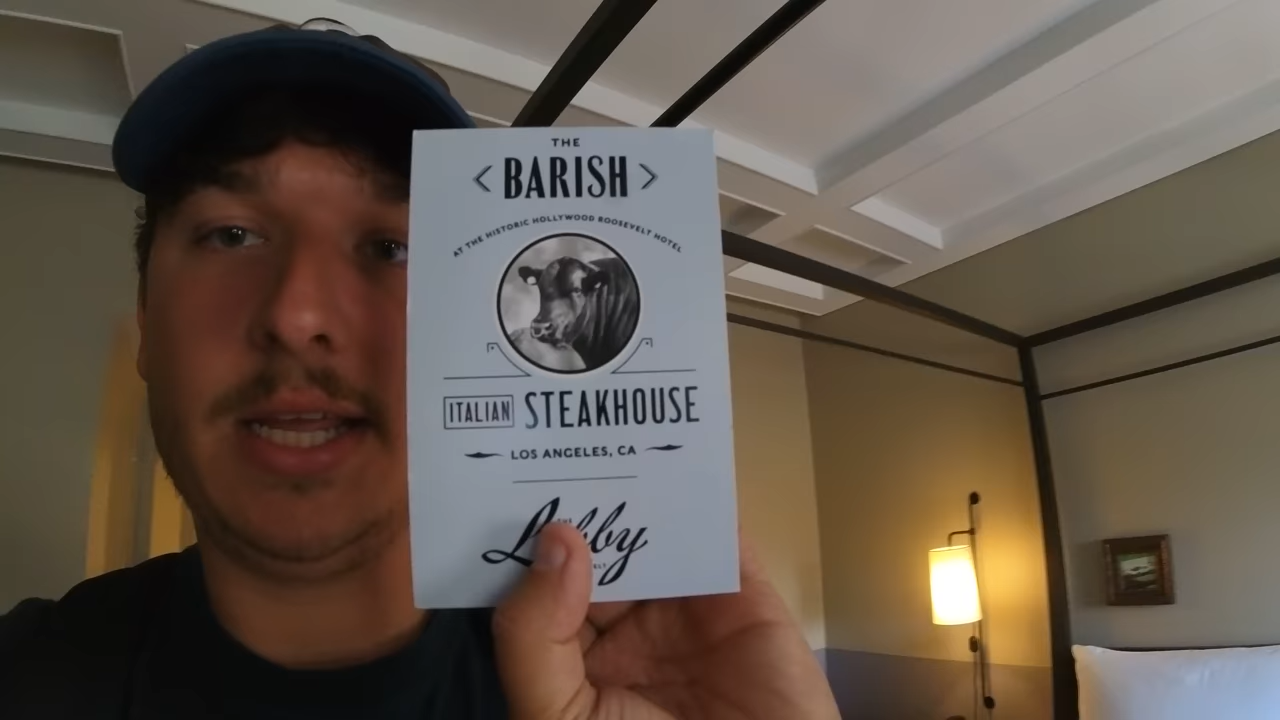 THE
< BARISH >
AT THE HISTORIC HOLLYWOOD ROOSEVELT HOTEL
ITALIAN STEAKHOUSE
LOS ANGELES, CA
Lobby